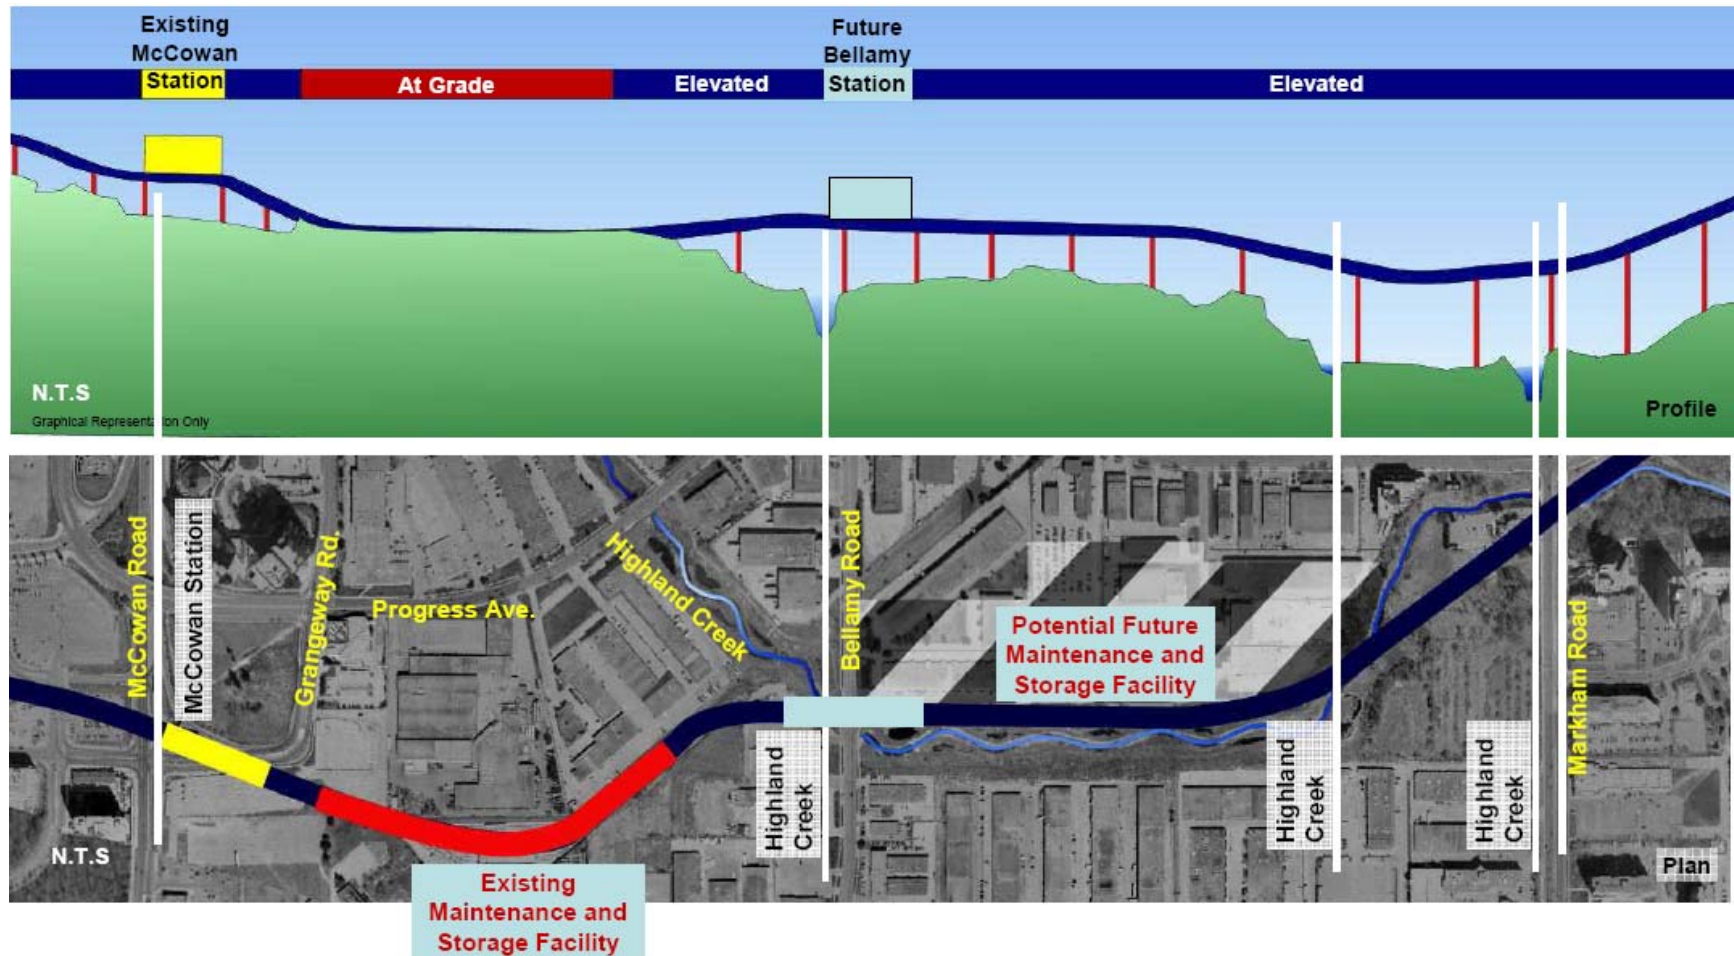 Existing
McCowan
Station
At Grade
Elevated
Future
Bellamy
Station
Elevated
N.T.S
Graphical Representation Only
Profile
McCowan Road
McCowan Station
Grangeway Rd.
Progress Ave.
Highland Creek
Bellamy Road
Potential Future
Maintenance and
Storage Facility
Highland
Creek
Highland
Creek
Highland
Creek
Markham Road
N.T.S
Plan
Existing
Maintenance and
Storage Facility